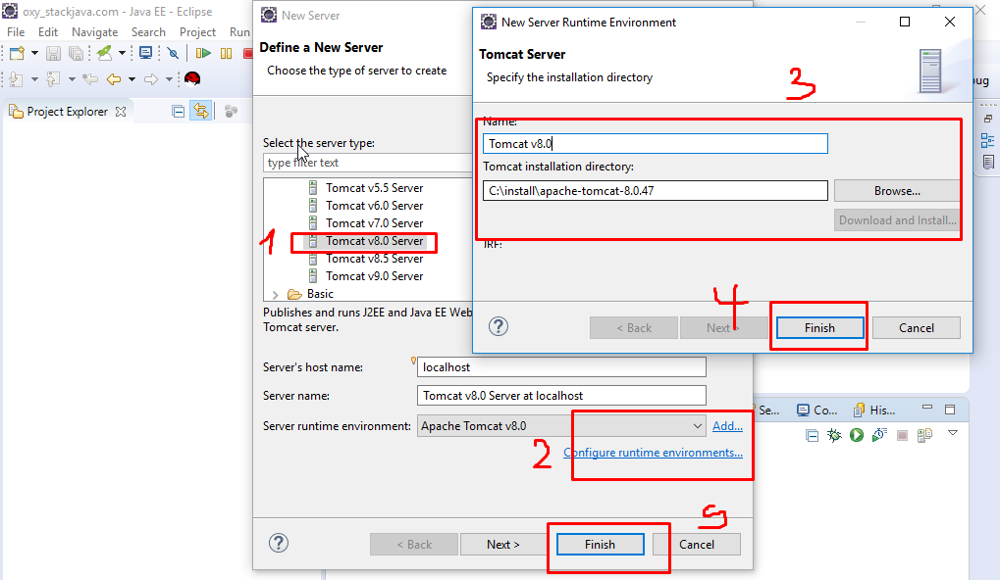 oxy_stackjava.com - Java EE - Eclipse
File Edit Navigate Search Project Run
Project Explorer
New Server
Define a New Server
Choose the type of server to create
Select the server type:
type filter text
Tomcat v5.5 Server
Tomcat v6.0 Server
Tomcat v7.0 Server
1
Tomcat v8.0 Server
Tomcat v8.5 Server
Tomcat v9.0 Server
Basic
Publishes and runs J2EE and Java EE Web
Tomcat server.
Server's host name:
localhost
Server name:
Tomcat v8.0 Server at localhost
Server runtime environment:
Apache Tomcat v8.0
Add...
2
Configure runtime environments...
5
?
< Back
Next >
Finish
Cancel
New Server Runtime Environment
Tomcat Server
Specify the installation directory
3
Name:
Tomcat v8.0
Tomcat installation directory:
C:\install\apache-tomcat-8.0.47
Browse...
Download and Install...
JRE:
4
?
< Back
Next >
Finish
Cancel
bug
Se...
Co...
His...